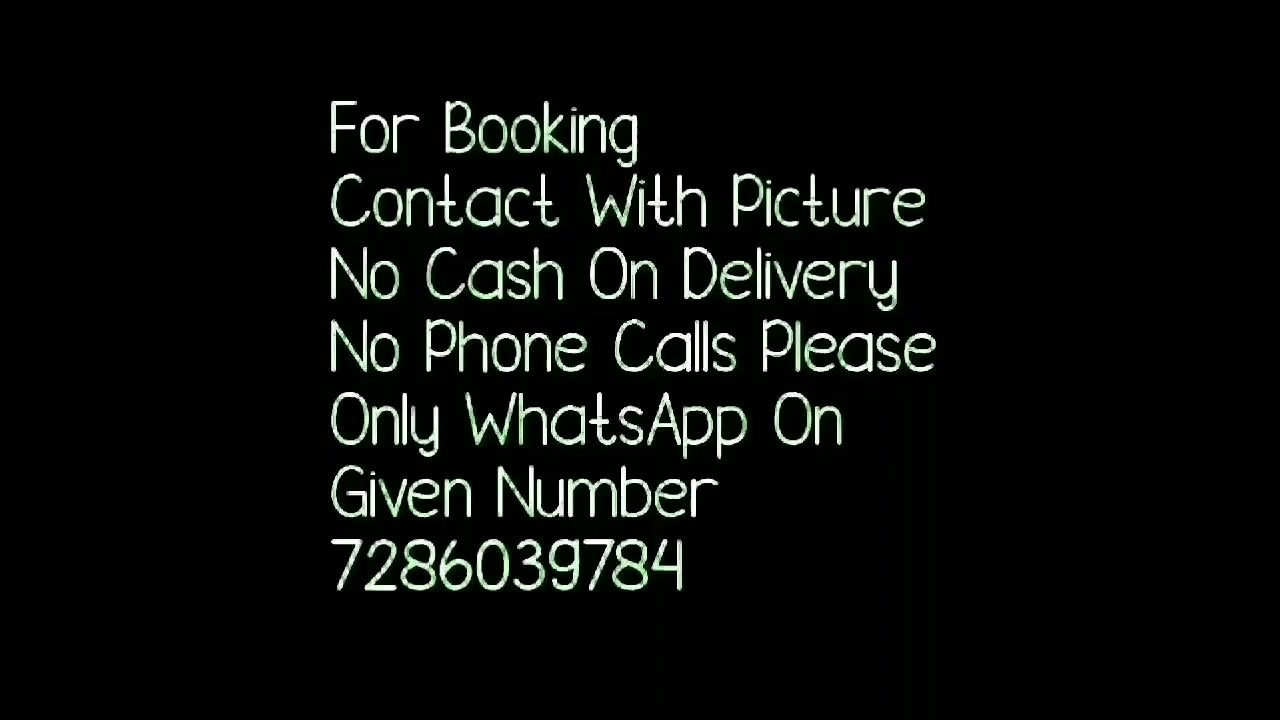 For Booking
Contact With Picture
No Cash On Delivery
No Phone Calls Please
Only WhatsApp On
Given Number
7286039784